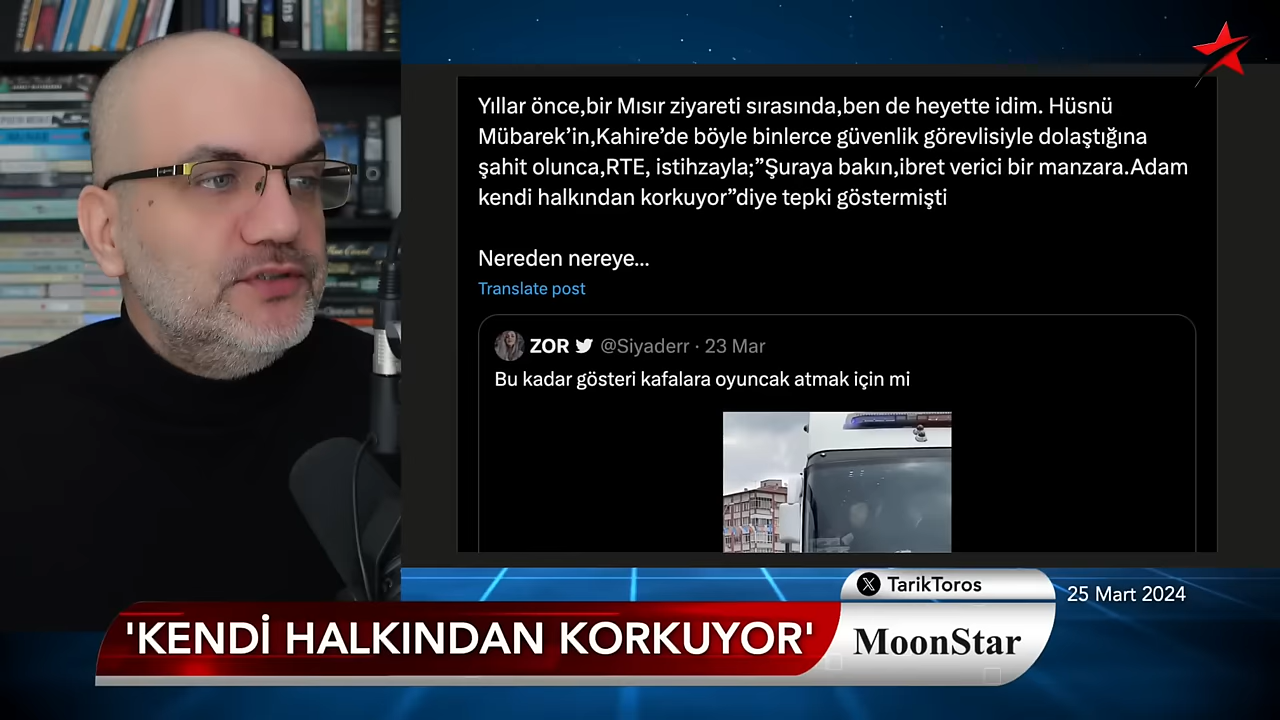 Yıllar önce,bir Mısır ziyareti sırasında,ben de heyette idim. Hüsnü
Mübarek’in,Kahire’de böyle binlerce güvenlik görevlisiyle dolaştığına
şahit olunca,RTE, istihzayla;”Şuraya bakın,ibret verici bir manzara.Adam
kendi halkından korkuyor”diye tepki göstermişti
Nereden nereye...
Translate post
ZOR @Siyaderr · 23 Mar
Bu kadar gösteri kafalara oyuncak atmak için mi
TarikToros
25 Mart 2024
'KENDİ HALKINDAN KORKUYOR'
MoonStar